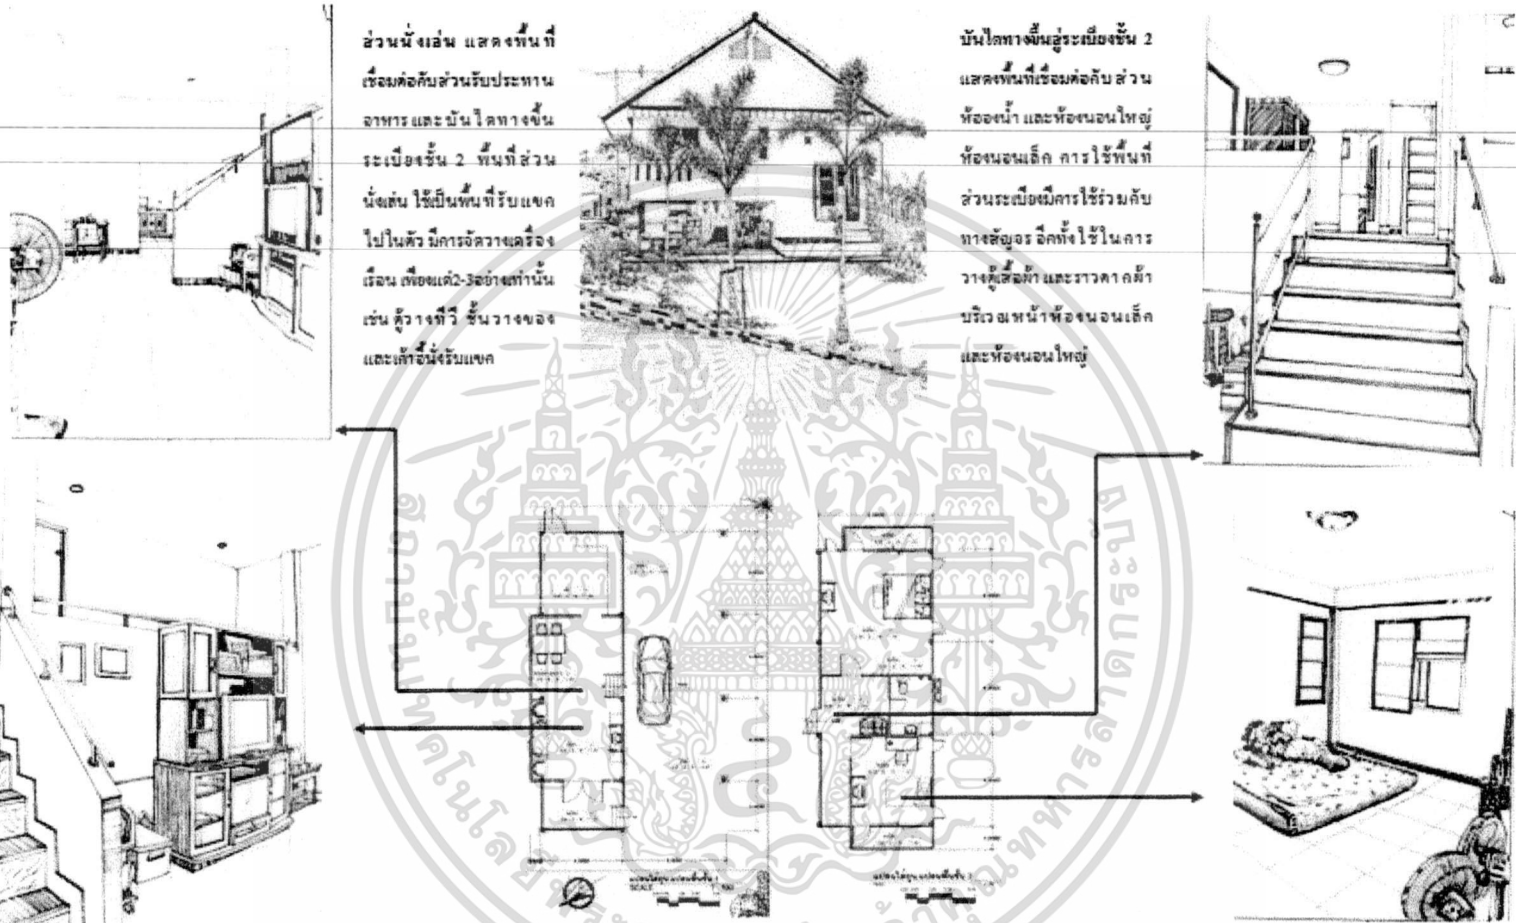 ส่วนนั่งเล่น แสดงพื้นที่
เชื่อมต่อกับส่วนรับประทาน
อาหารและบันไดทางขึ้น
ระเบียงชั้น 2 พื้นที่ส่วน
นั่งเล่น ใช้เป็นพื้นที่รับแขก
ไปในตัว มีการจัดวางเครื่อง
เรือน เพียงแต่2-3อย่างเท่านั้น
เช่น ตู้วางทีวี ชั้นวางของ
และเก้าอี้นั่งรับแขก
บันไดทางขึ้นสู่ระเบียงชั้น 2
แสดงพื้นที่เชื่อมต่อกับ ส่วน
ห้ององน้ำ และห้องนอนใหญ่
ห้องนอนเล็ก การใช้พื้นที่
ส่วนระเบียงมีการใช้ร่วมกับ
ทางสัญจร อีกทั้งใช้ในการ
วางตู้เสื้อผ้า และราวตากผ้า
บริเวณหน้าห้องนอนเล็ก
และห้องนอนใหญ่
SCALE